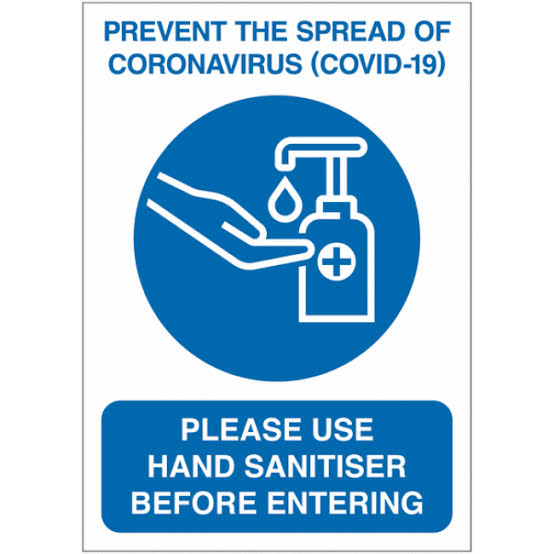 PREVENT THE SPREAD OF
CORONAVIRUS (COVID-19)
PLEASE USE
HAND SANITISER
BEFORE ENTERING